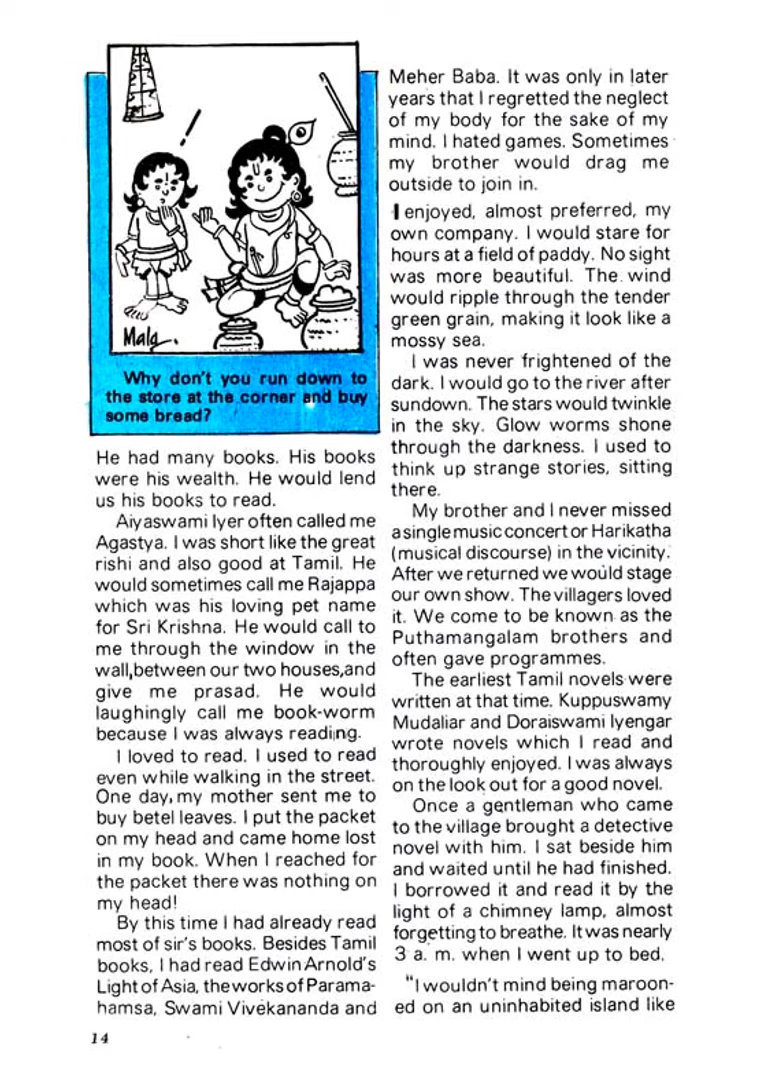 Mala.
Why don't you run down to
the store at the corner and buy
some bread?
He had many books. His books
were his wealth. He would lend
us his books to read.
Aiyaswami Iyer often called me
Agastya. I was short like the great
rishi and also good at Tamil. He
would sometimes call me Rajappa
which was his loving pet name
for Sri Krishna. He would call to
me through the window in the
wall,between our two houses,and
give me prasad. He would
laughingly call me book-worm
because I was always reading.
I loved to read. I used to read
even while walking in the street.
One day, my mother sent me to
buy betel leaves. I put the packet
on my head and came home lost
in my book. When I reached for
the packet there was nothing on
my head!
By this time I had already read
most of sir's books. Besides Tamil
books, I had read Edwin Arnold's
Light of Asia, the works of Parama-
hamsa, Swami Vivekananda and
Meher Baba. It was only in later
years that I regretted the neglect
of my body for the sake of my
mind. I hated games. Sometimes
my brother would drag me
outside to join in.
I enjoyed, almost preferred, my
own company. I would stare for
hours at a field of paddy. No sight
was more beautiful. The wind
would ripple through the tender
green grain, making it look like a
mossy sea.
I was never frightened of the
dark. I would go to the river after
sundown. The stars would twinkle
in the sky. Glow worms shone
through the darkness. I used to
think up strange stories, sitting
there.
My brother and I never missed
a single music concert or Harikatha
(musical discourse) in the vicinity.
After we returned we would stage
our own show. The villagers loved
it. We come to be known as the
Puthamangalam brothers and
often gave programmes.
The earliest Tamil novels were
written at that time. Kuppuswamy
Mudaliar and Doraiswami Iyengar
wrote novels which I read and
thoroughly enjoyed. I was always
on the look out for a good novel.
Once a gentleman who came
to the village brought a detective
novel with him. I sat beside him
and waited until he had finished.
I borrowed it and read it by the
light of a chimney lamp, almost
forgetting to breathe. It was nearly
3 a. m. when I went up to bed.
"I wouldn't mind being maroon-
ed on an uninhabited island like
14